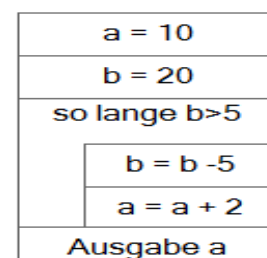 a = 10
b = 20
so lange b>5
b = b -5
a = a + 2
Ausgabe a